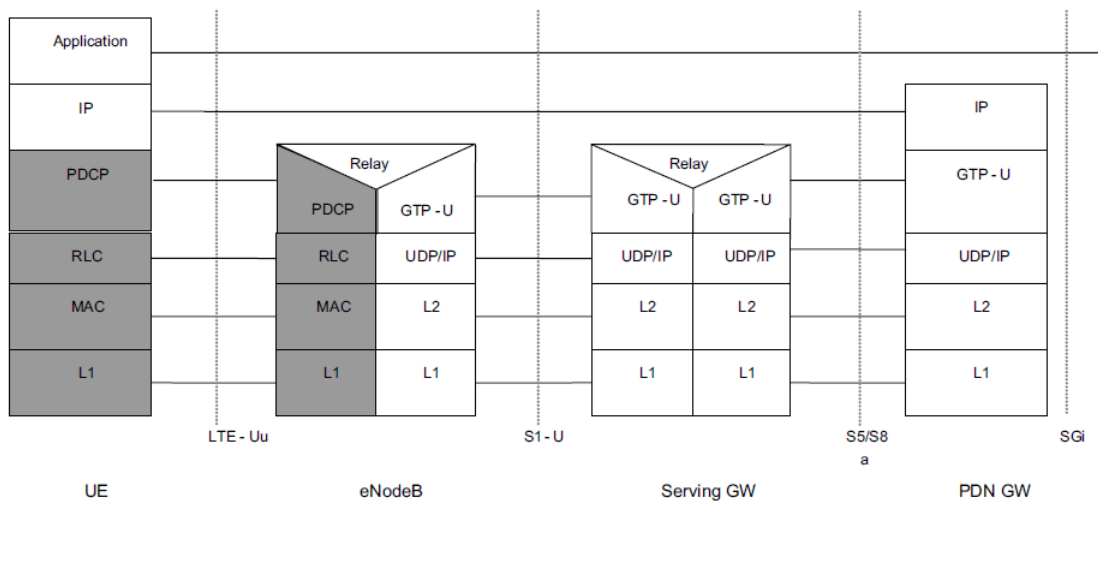 Application
IP
IP
PDCP
Relay
Relay
GTP - U
PDCP
GTP - U
GTP - U
GTP - U
RLC
RLC
UDP/IP
UDP/IP
UDP/IP
UDP/IP
MAC
MAC
L2
L2
L2
L2
L1
L1
L1
L1
L1
L1
LTE - Uu
S1 - U
S5/S8
a
SGi
UE
eNodeB
Serving GW
PDN GW